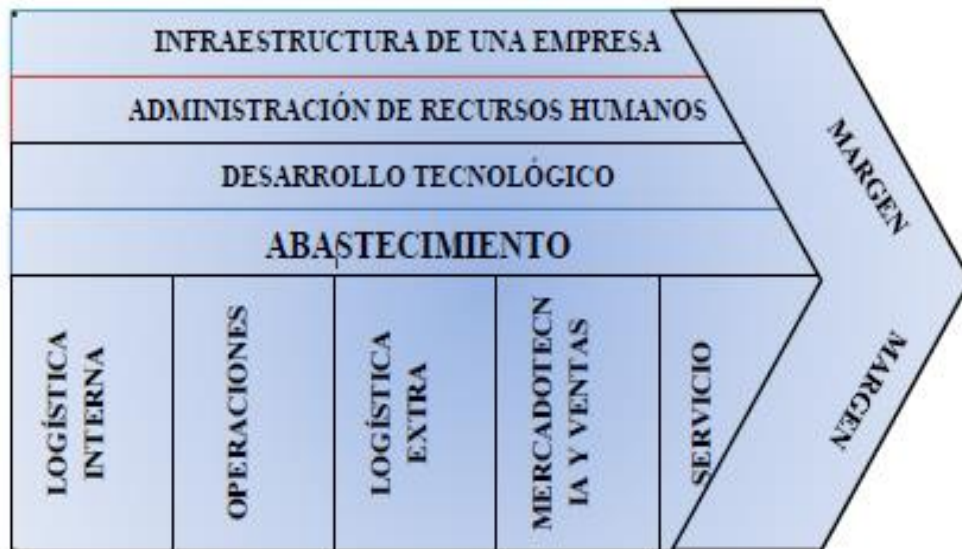 INFRAESTRUCTURA DE UNA EMPRESA
ADMINISTRACIÓN DE RECURSOS HUMANOS
DESARROLLO TECNOLÓGICO
ABASTECIMIENTO
LOGÍSTICA
INTERNA
OPERACIONES
LOGÍSTICA
EXTRA
MERCADOTECN
IA Y VENTAS
SERVICIO
MARGEN
MARGEN